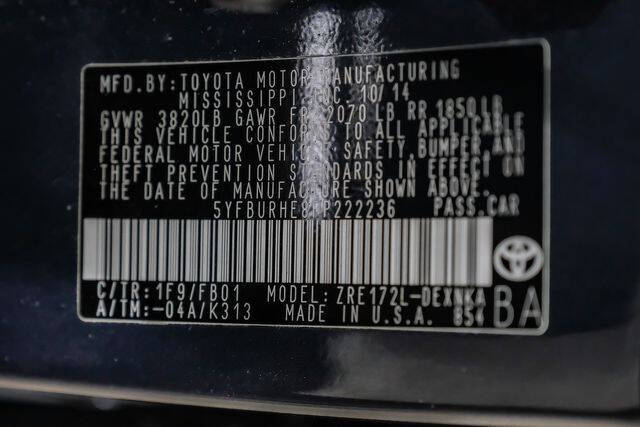 MFD.BY:TOYOTA MOTOR MANUFACTURING
MISSISSIPPI, INC. 10/14
GVWR 3820LB GAWR FR 2070 LB RR 1850LB
THIS VEHICLE CONFORMS TO ALL APPLICABLE
FEDERAL MOTOR VEHICLE SAFETY, BUMPER, AND
THEFT PREVENTION STANDARDS IN EFFECT ON
THE DATE OF MANUFACTURE SHOWN ABOVE.
PASS.CAR
C/TR:1F9/FB01 MODEL: ZRE172L-DEXNKA
A/TM:-04A/K313 MADE IN U.S.A. 854 BA